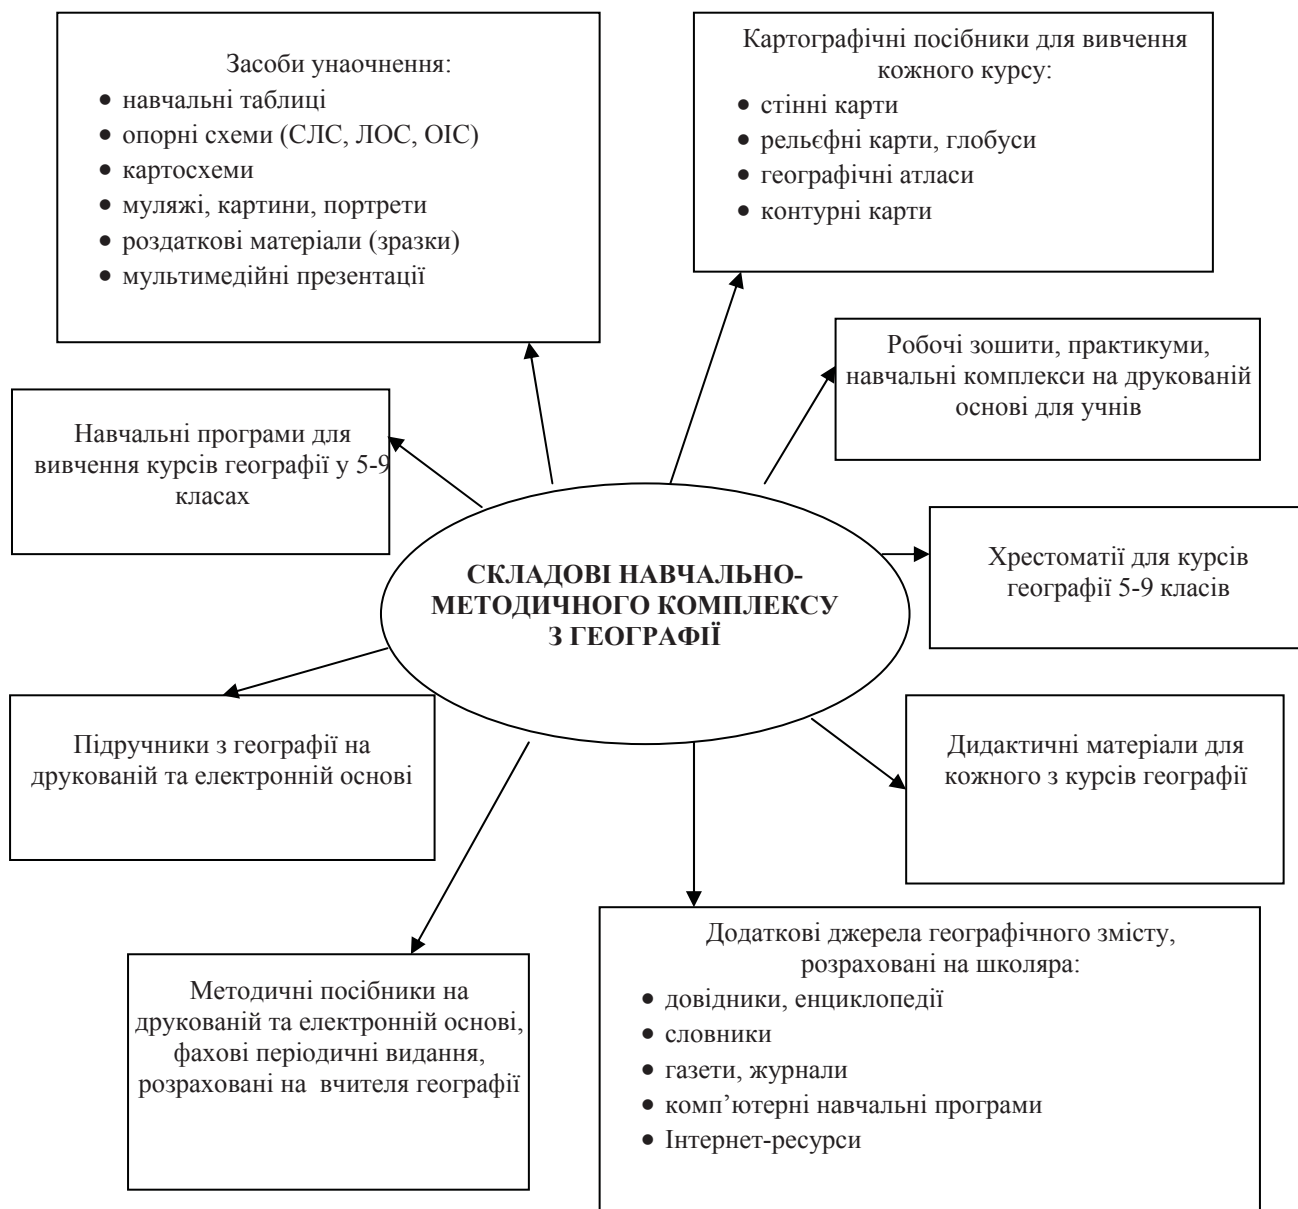 Засоби унаочнення:
• навчальні таблиці
• опорні схеми (СЛС, ЛОС, ОІС)
• картосхеми
• муляжі, картини, портрети
• роздаткові матеріали (зразки)
• мультимедійні презентації
Картографічні посібники для вивчення
кожного курсу:
• стінні карти
• рельєфні карти, глобуси
• географічні атласи
• контурні карти
Робочі зошити, практикуми,
навчальні комплекси на друкованій
основі для учнів
Навчальні програми для
вивчення курсів географії у 5-9
класах
Хрестоматії для курсів
географії 5-9 класів
СКЛАДОВІ НАВЧАЛЬНО-
МЕТОДИЧНОГО КОМПЛЕКСУ
З ГЕОГРАФІЇ
Підручники з географії на
друкованій та електронній основі
Дидактичні матеріали для
кожного з курсів географії
Методичні посібники на
друкованій та електронній основі,
фахові періодичні видання,
розраховані на вчителя географії
Додаткові джерела географічного змісту,
розраховані на школяра:
• довідники, енциклопедії
• словники
• газети, журнали
• комп’ютерні навчальні програми
• Інтернет-ресурси